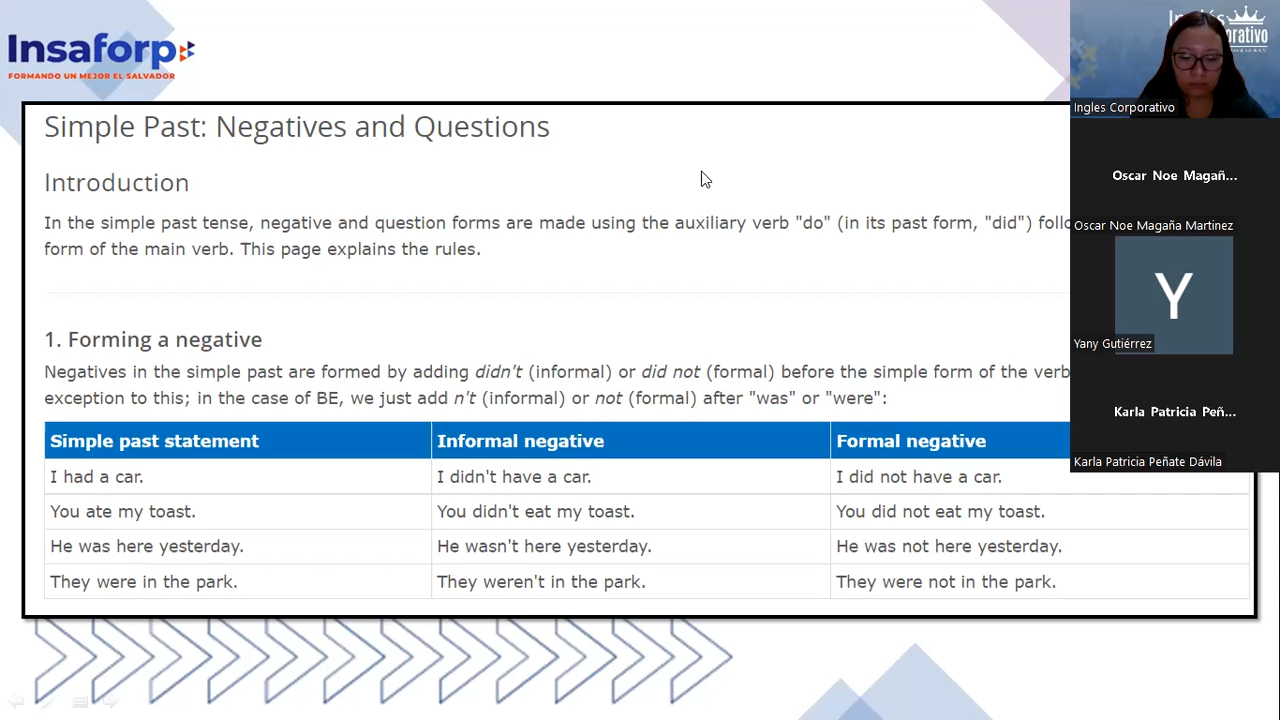 Insaforp
FORMANDO UN MEJOR EL SALVADOR
Simple Past: Negatives and Questions
Introduction
In the simple past tense, negative and question forms are made using the auxiliary verb "do" (in its past form, "did")
form of the main verb. This page explains the rules.
1. Forming a negative
Negatives in the simple past are formed by adding didn't (informal) or did not (formal) before the simple form of the verb
exception to this; in the case of BE, we just add n't (informal) or not (formal) after "was" or "were":
Simple past statement Informal negative Formal negative
I had a car. I didn't have a car. I did not have a car.
You ate my toast. You didn't eat my toast. You did not eat my toast.
He was here yesterday. He wasn't here yesterday. He was not here yesterday.
They were in the park. They weren't in the park. They were not in the park.
Ingles Corporativo
Oscar Noe Magañ...
Oscar Noe Magaña Martinez
Y
Yany Gutiérrez
Karla Patricia Peñ...
Karla Patricia Peñate Dávila